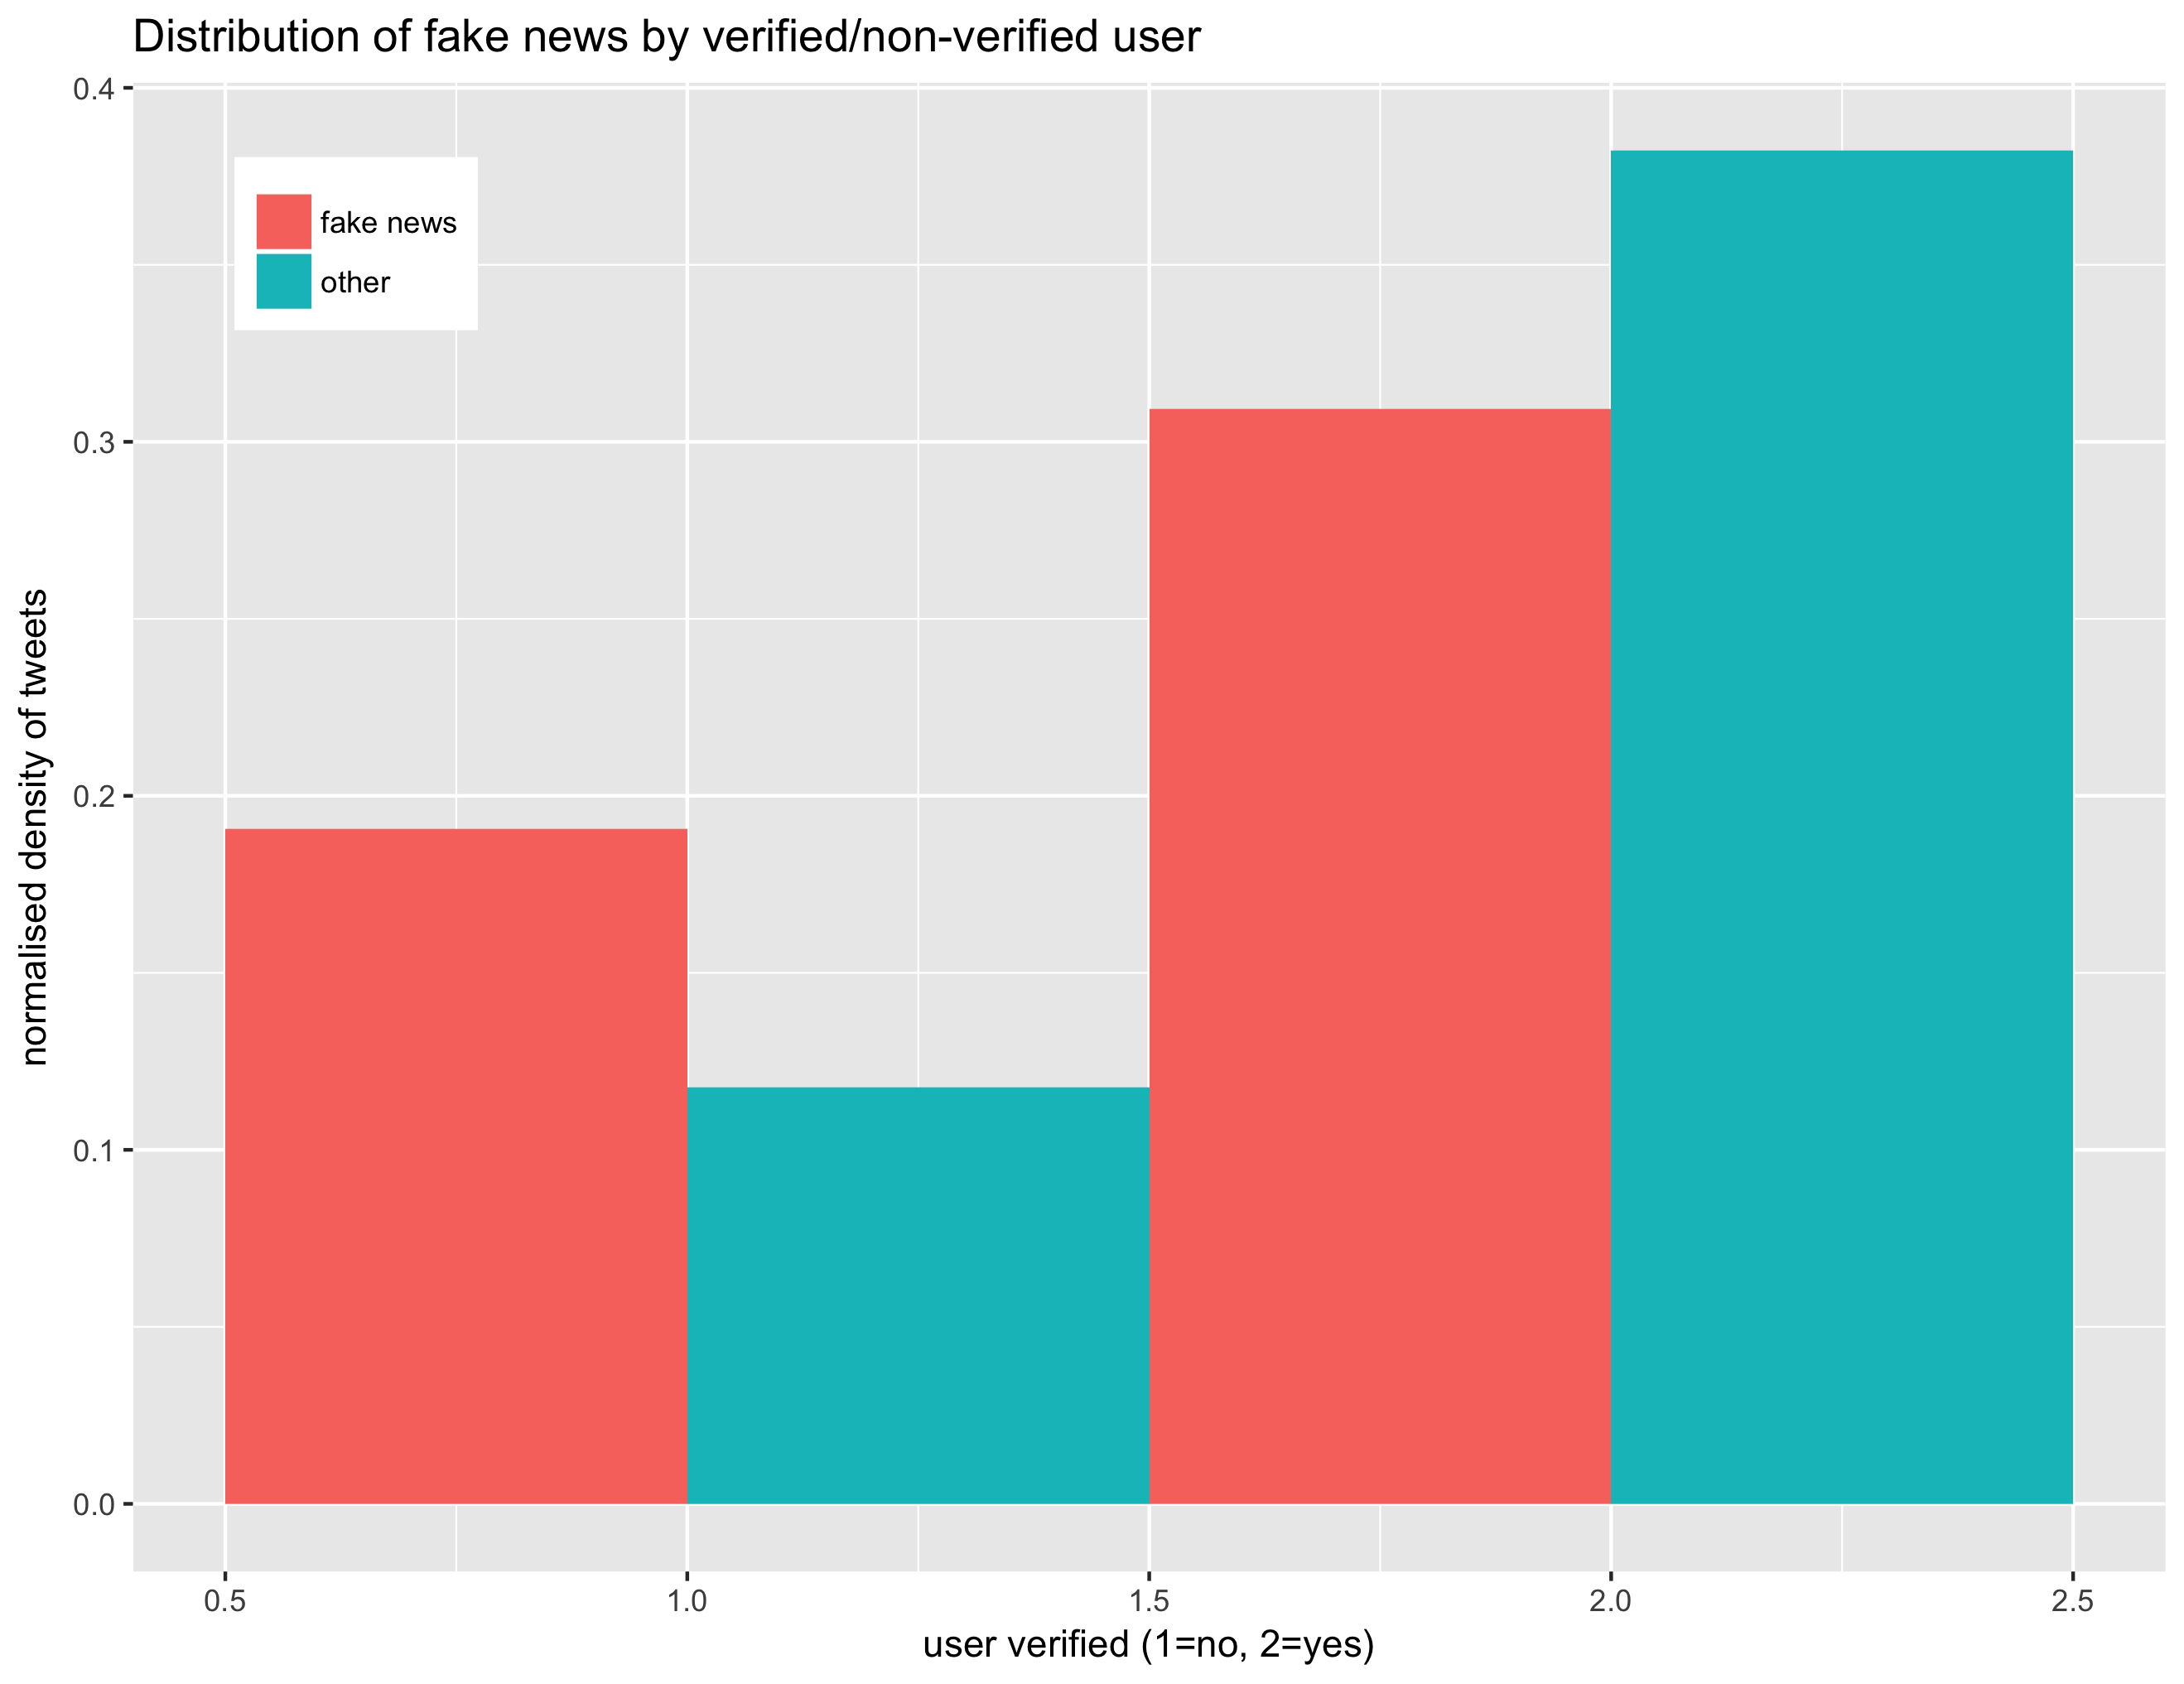 Distribution of fake news by verified/non-verified user
0.4
0.3
0.2
0.1
0.0
normalised density of tweets
fake news
other
0.5 1.0 1.5 2.0 2.5
user verified (1=no, 2=yes)